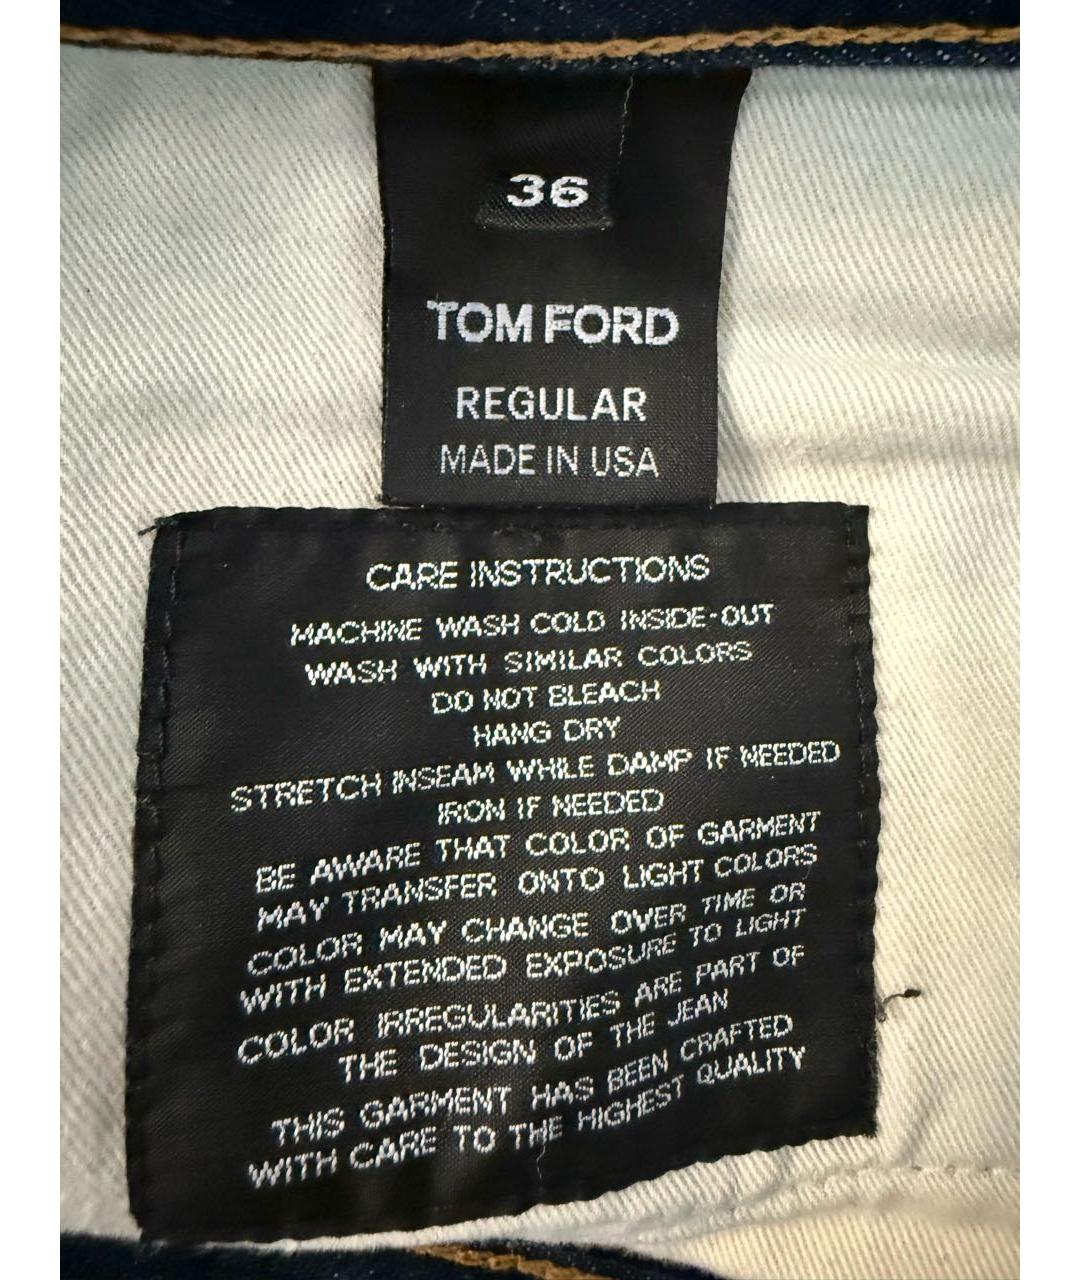 36
TOM FORD
REGULAR
MADE IN USA
CARE INSTRUCTIONS
MACHINE WASH COLD INSIDE-OUT
WASH WITH SIMILAR COLORS
DO NOT BLEACH
HANG DRY
STRETCH INSEAM WHILE DAMP IF NEEDED
IRON IF NEEDED
BE AWARE THAT COLOR OF GARMENT
MAY TRANSFER ONTO LIGHT COLORS
COLOR MAY CHANGE OVER TIME OR
WITH EXTENDED EXPOSURE TO LIGHT
COLOR IRREGULARITIES ARE PART OF
THE DESIGN OF THE JEAN
THIS GARMENT HAS BEEN CRAFTED
WITH CARE TO THE HIGHEST QUALITY